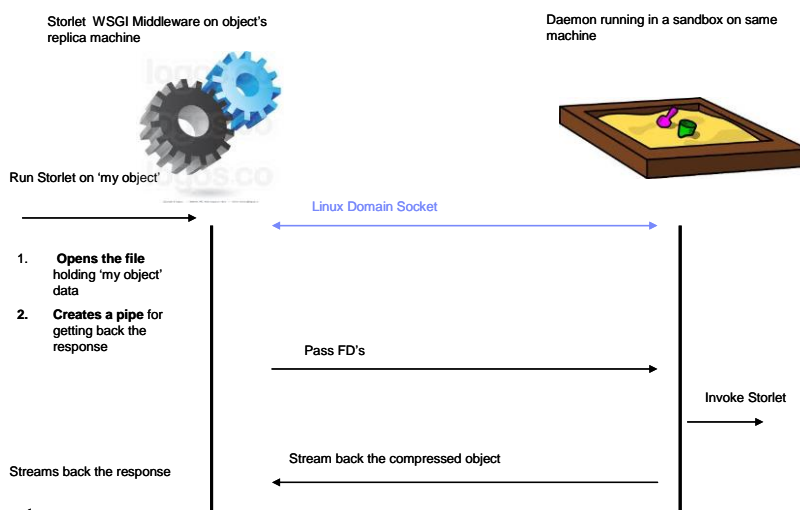 Storlet WSGI Middleware on object's
replica machine
Daemon running in a sandbox on same
machine
logos.co
Run Storlet on 'my object'
Linux Domain Socket
1. Opens the file
holding 'my object'
data
2. Creates a pipe for
getting back the
response
Pass FD's
Invoke Storlet
Stream back the compressed object
Streams back the response